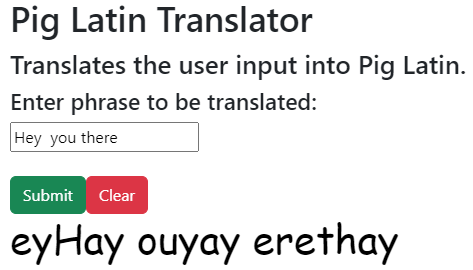 Pig Latin Translator
Translates the user input into Pig Latin.
Enter phrase to be translated:
Hey  you there
Submit Clear
eyHay ouyay erethay